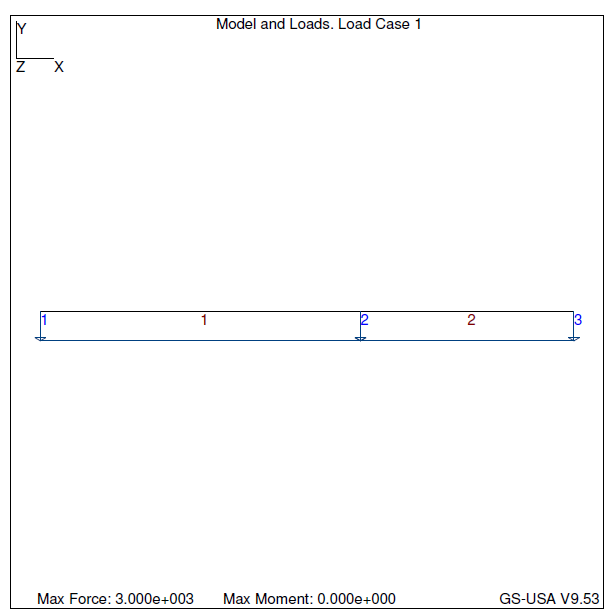 Model and Loads. Load Case 1
Y
Z X
1 1 2 2 3
Max Force: 3.000e+003 Max Moment: 0.000e+000 GS-USA V9.53